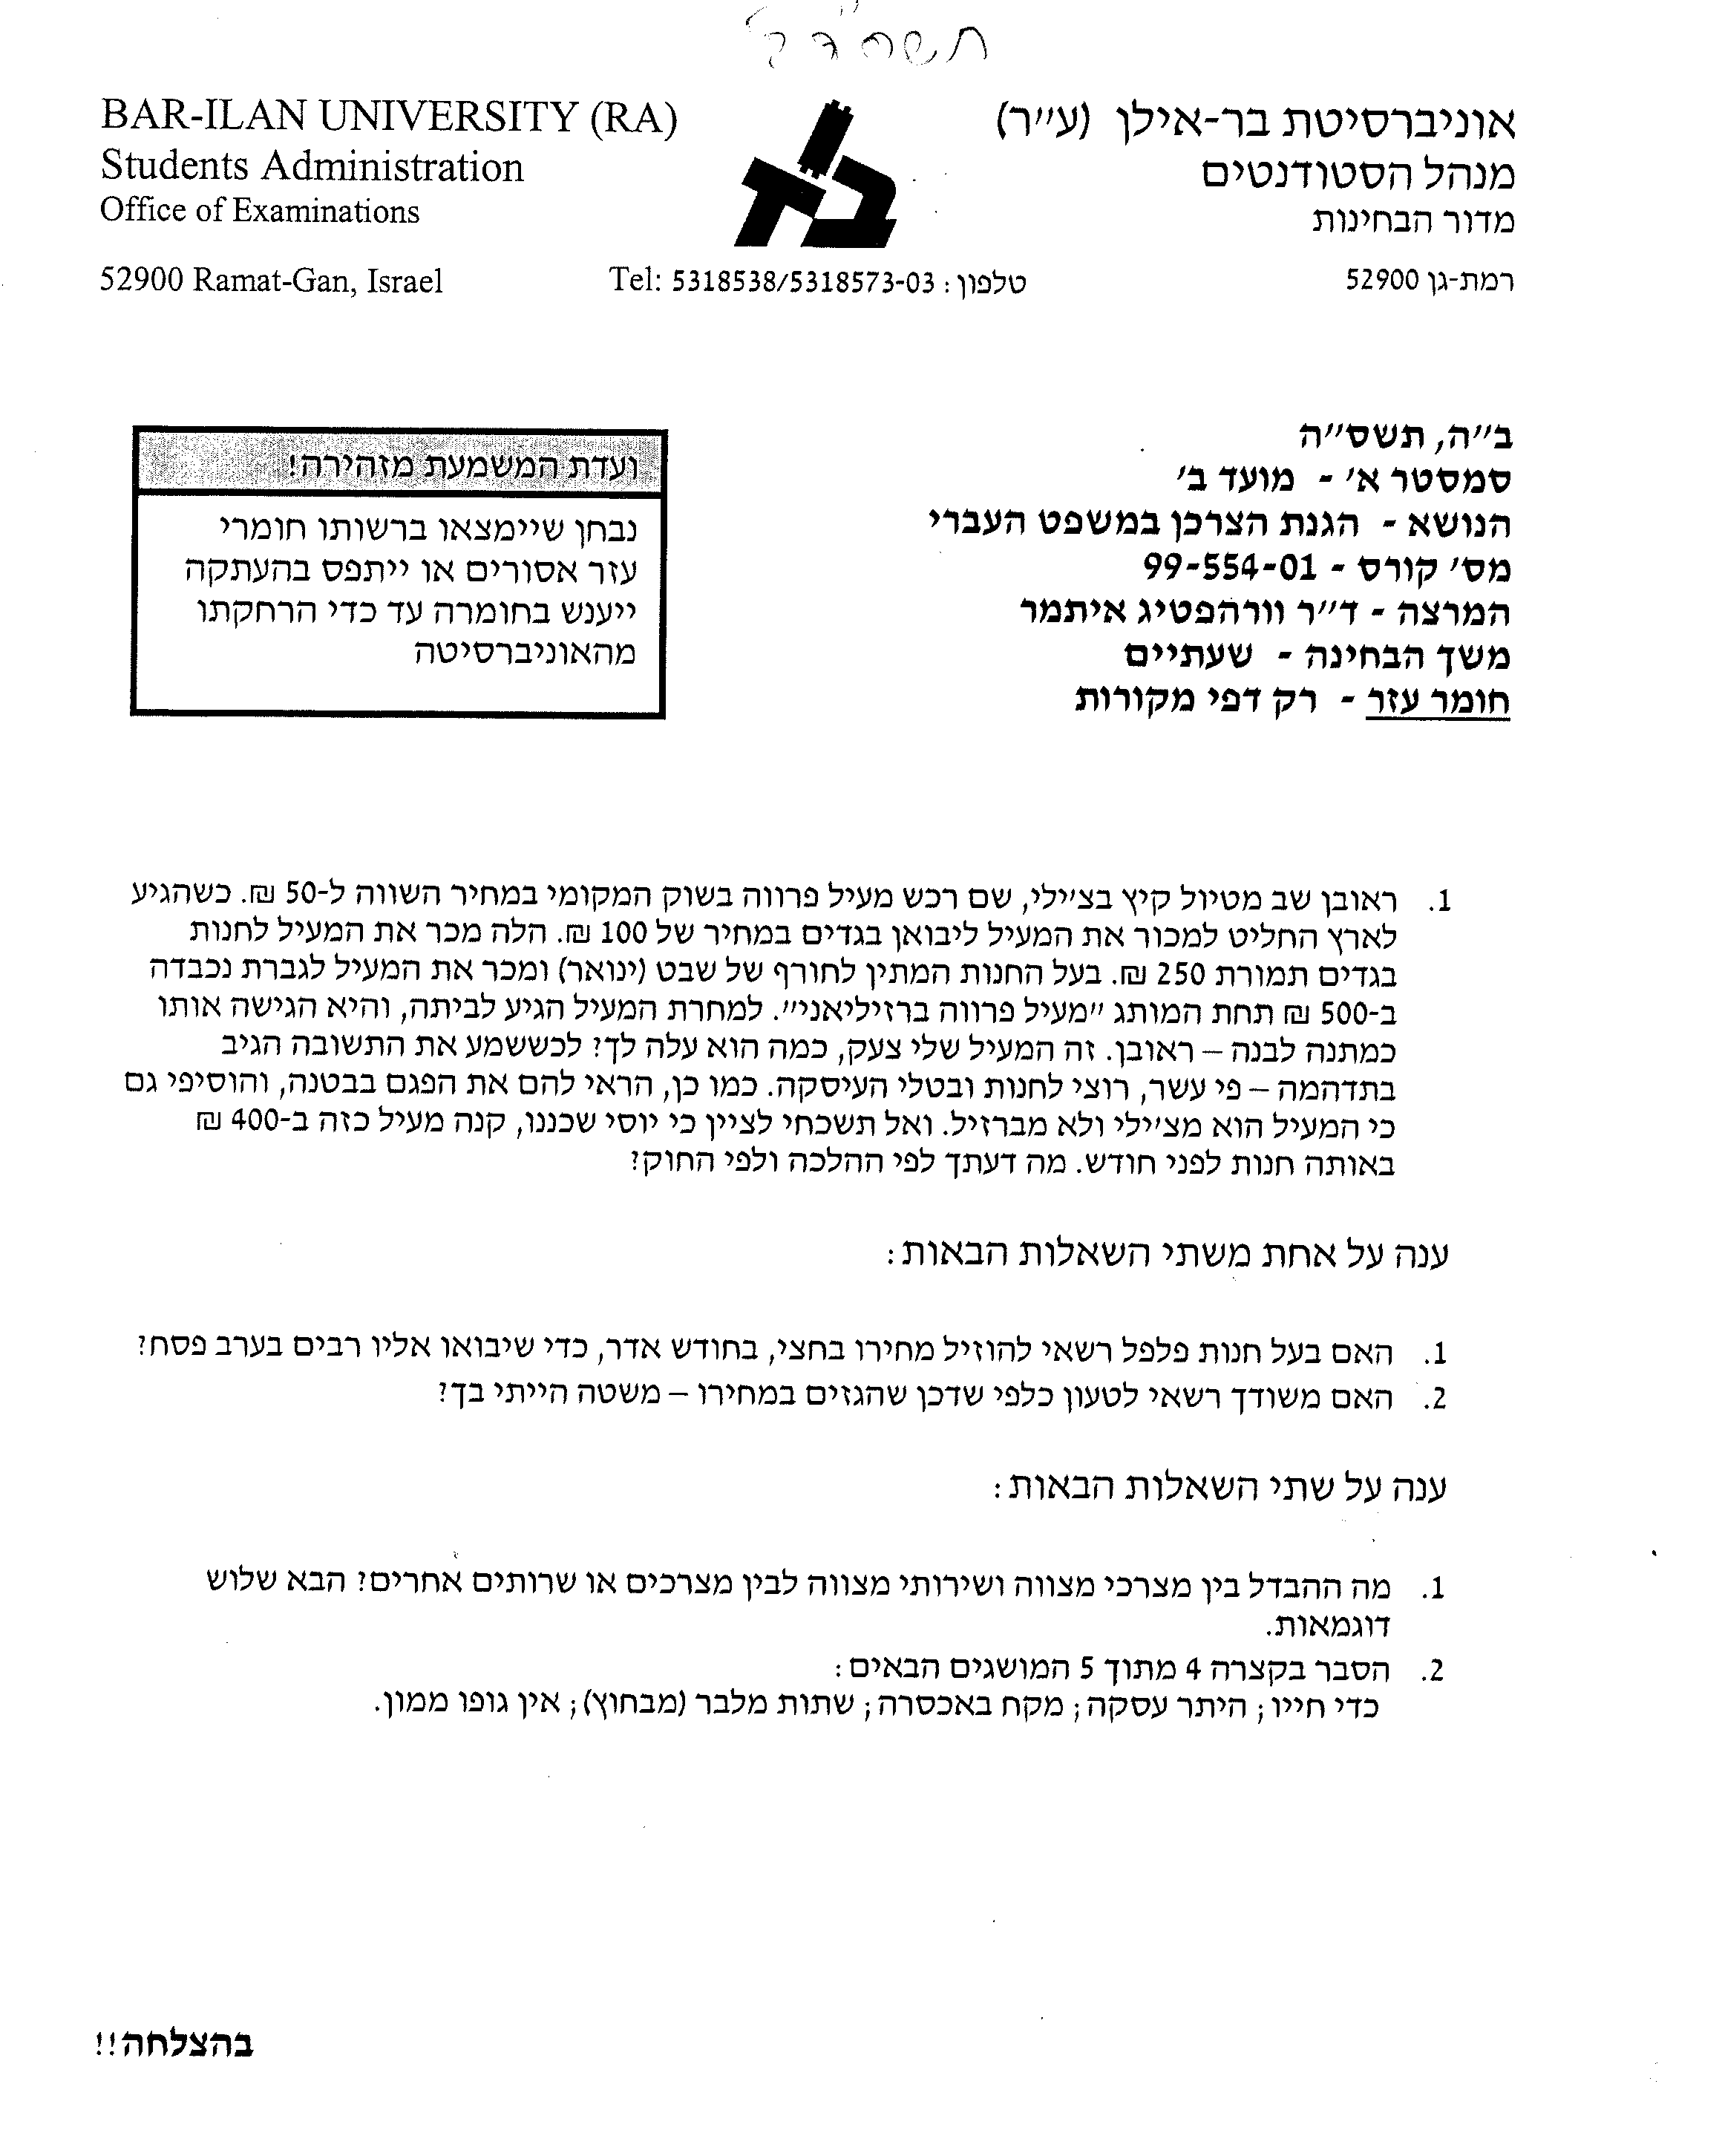 BAR-ILAN UNIVERSITY (RA)
Students Administration
Office of Examinations
52900 Ramat-Gan, Israel
Tel: 5318538/5318573-03 : טלפון
אוניברסיטת בר-אילן (ע״ר)
מנהל הסטודנטים
מדור הבחינות
רמת-גן 52900
ב״ה, תשס״ה
סמסטר א׳ - מועד ב׳
הנושא - הגנת הצרכן במשפט העברי
מס׳ קורס - 99-554-01
המרצה - ד״ר וורהפטיג איתמר
משך הבחינה - שעתיים
חומר עזר - רק דפי מקורות
ועדת המשמעת מזהירה!
נבחן שיימצאו ברשותו חומרי
עזר אסורים או ייתפס בהעתקה
ייענש בחומרה עד כדי הרחקתו
מהאוניברסיטה
1. ראובן שב מטיול קיץ בצ׳ילי, שם רכש מעיל פרווה בשוק המקומי במחיר השווה ל-50 ₪. כשהגיע
לארץ החליט למכור את המעיל ליבואן בגדים במחיר של 100 ₪. הלה מכר את המעיל לחנות
בגדים תמורת 250 ₪. בעל החנות המתין לחורף של שבט (ינואר) ומכר את המעיל לגברת נכבדה
ב-500 ₪ תחת המותג ״מעיל פרווה ברזיליאני״. למחרת המעיל הגיע לביתה, והיא הגישה אותו
כמתנה לבנה – ראובן. זה המעיל שלי צעק, כמה הוא עלה לך? לכששמע את התשובה הגיב
בתדהמה – פי עשר, רוצי לחנות ובטלי העיסקה. כמו כן, הראי להם את הפגם בבטנה, והוסיפי גם
כי המעיל הוא מצ׳ילי ולא מברזיל. ואל תשכחי לציין כי יוסי שכננו, קנה מעיל כזה ב-400 ₪
באותה חנות לפני חודש. מה דעתך לפי ההלכה ולפי החוק?
ענה על אחת משתי השאלות הבאות:
1. האם בעל חנות פלפל רשאי להוזיל מחירו בחצי, בחודש אדר, כדי שיבואו אליו רבים בערב פסח?
2. האם משודך רשאי לטעון כלפי שדכן שהגזים במחירו – משטה הייתי בך?
ענה על שתי השאלות הבאות:
1. מה ההבדל בין מצרכי מצווה ושירותי מצווה לבין מצרכים או שרותים אחרים? הבא שלוש
דוגמאות.
2. הסבר בקצרה 4 מתוך 5 המושגים הבאים:
כדי חייו; היתר עסקה; מקח באכסרה; שתות מלבר (מבחוץ); אין גופו ממון.
בהצלחה!!